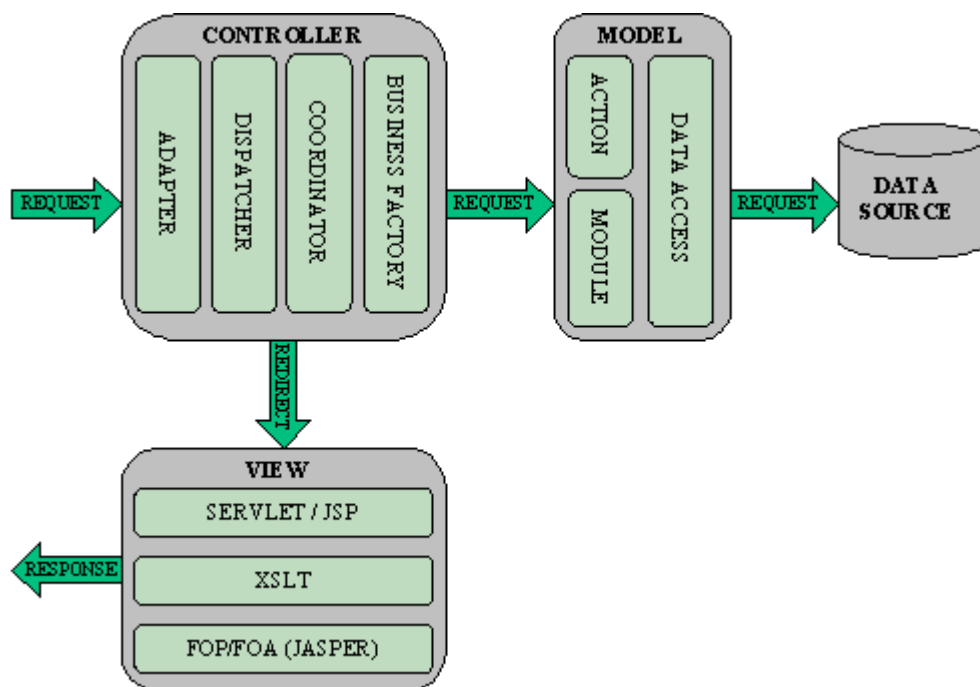 CONTROLLER
ADAPTER
DISPATCHER
COORDINATOR
BUSINESS FACTORY
MODEL
ACTION
MODULE
DATA ACCESS
REQUEST
REQUEST
REQUEST
DATA
SOURCE
REDIRECT
VIEW
SERVLET / JSP
XSLT
FOP/FOA (JASPER)
RESPONSE